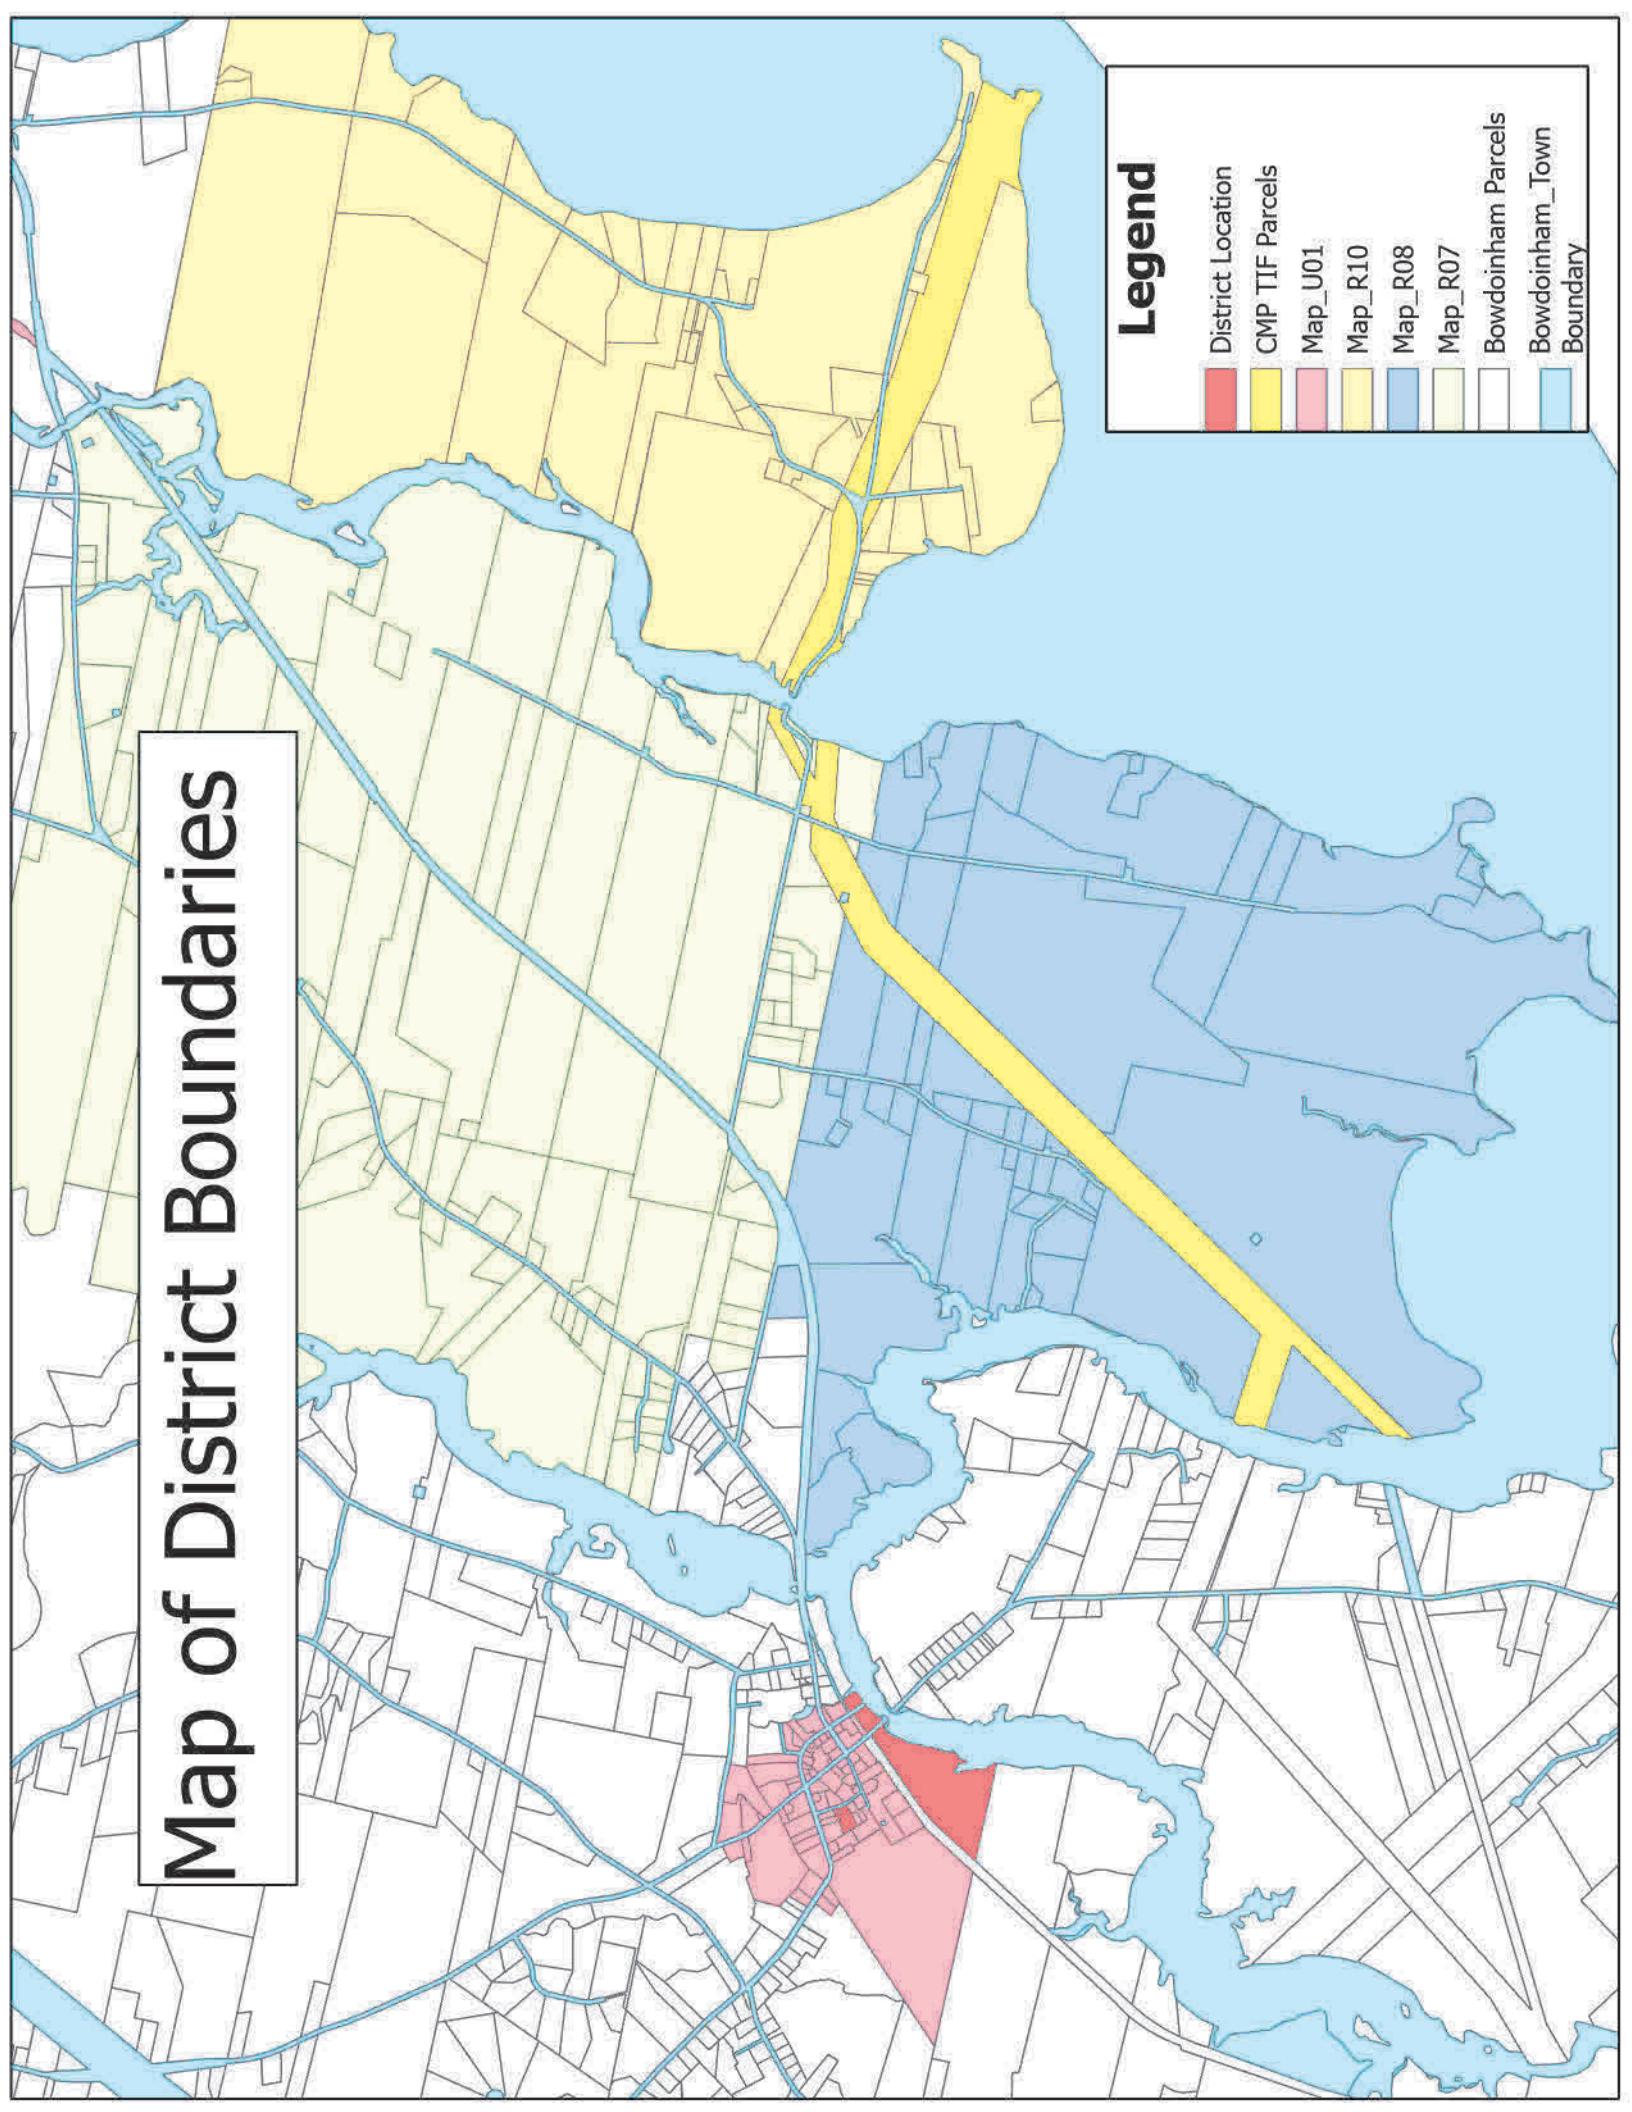 Map of District Boundaries
Legend
District Location
CMP TIF Parcels
Map_U01
Map_R10
Map_R08
Map_R07
Bowdoinham Parcels
Bowdoinham_Town
Boundary